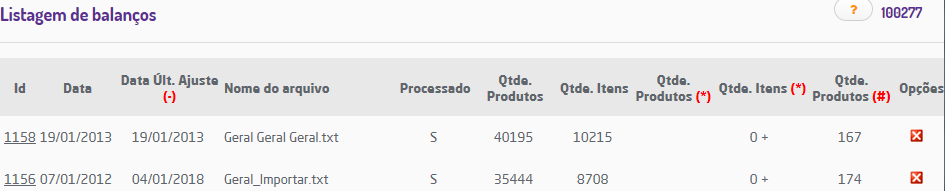 Listagem de balanços ? 100277
Id Data Data Últ. Ajuste (-) Nome do arquivo Processado Qtde. Produtos Qtde. Itens Qtde. Produtos (*) Qtde. Itens (*) Qtde. Produtos (#) Opções
1158 19/01/2013 19/01/2013 Geral Geral Geral.txt S 40195 10215 0 + 167
1156 07/01/2012 04/01/2018 Geral_Importar.txt S 35444 8708 0 + 174